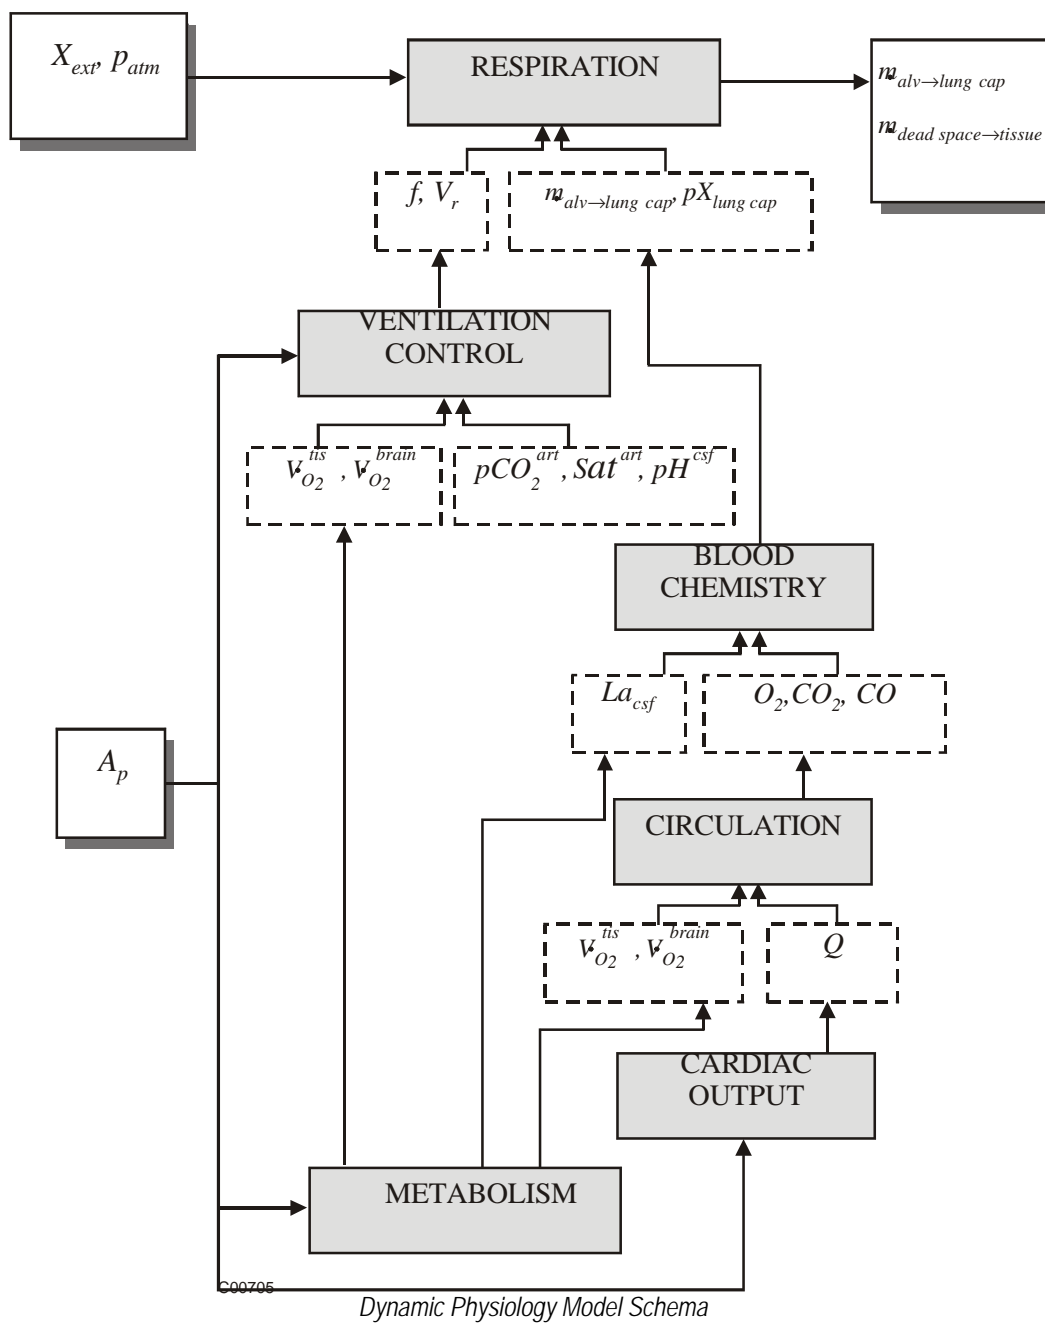 X_ext, p_atm
RESPIRATION
ṁ_alv→lung cap
ṁ_dead space→tissue
f, V_r
ṁ_alv→lung cap, pX_lung cap
VENTILATION
CONTROL
V̇_O2^tis , V̇_O2^brain
pCO_2^art, Sat^art, pH^csf
BLOOD
CHEMISTRY
La_csf
O_2, CO_2, CO
A_p
CIRCULATION
V̇_O2^tis , V̇_O2^brain
Q
CARDIAC
OUTPUT
METABOLISM
C00705
Dynamic Physiology Model Schema